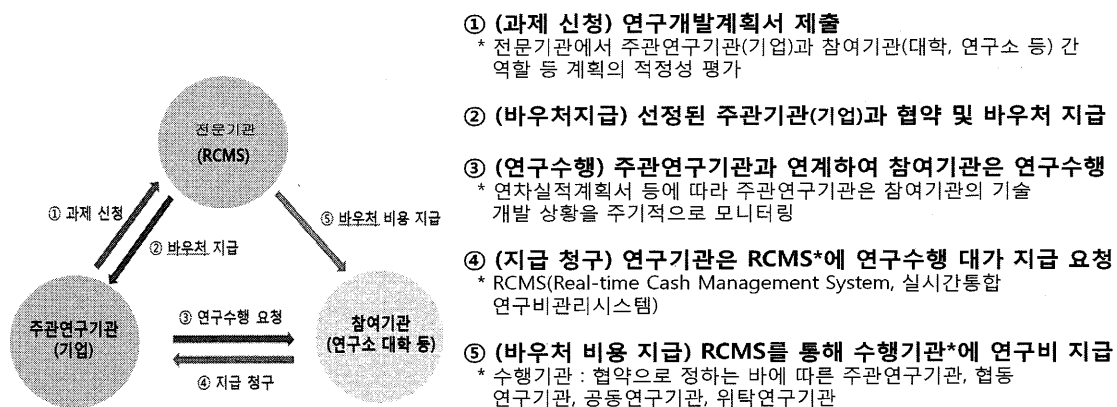 전문기관
(RCMS)
① 과제 신청
② 바우처 지급
⑤ 바우처 비용 지급
주관연구기관
(기업)
③ 연구수행 요청
④ 지급 청구
참여기관
(연구소 대학 등)
① (과제 신청) 연구개발계획서 제출
* 전문기관에서 주관연구기관(기업)과 참여기관(대학, 연구소 등) 간
역할 등 계획의 적정성 평가
② (바우처지급) 선정된 주관기관(기업)과 협약 및 바우처 지급
③ (연구수행) 주관연구기관과 연계하여 참여기관은 연구수행
* 연차실적계획서 등에 따라 주관연구기관은 참여기관의 기술
개발 상황을 주기적으로 모니터링
④ (지급 청구) 연구기관은 RCMS*에 연구수행 대가 지급 요청
* RCMS(Real-time Cash Management System, 실시간통합
연구비관리시스템)
⑤ (바우처 비용 지급) RCMS를 통해 수행기관*에 연구비 지급
* 수행기관 : 협약으로 정하는 바에 따른 주관연구기관, 협동
연구기관, 공동연구기관, 위탁연구기관